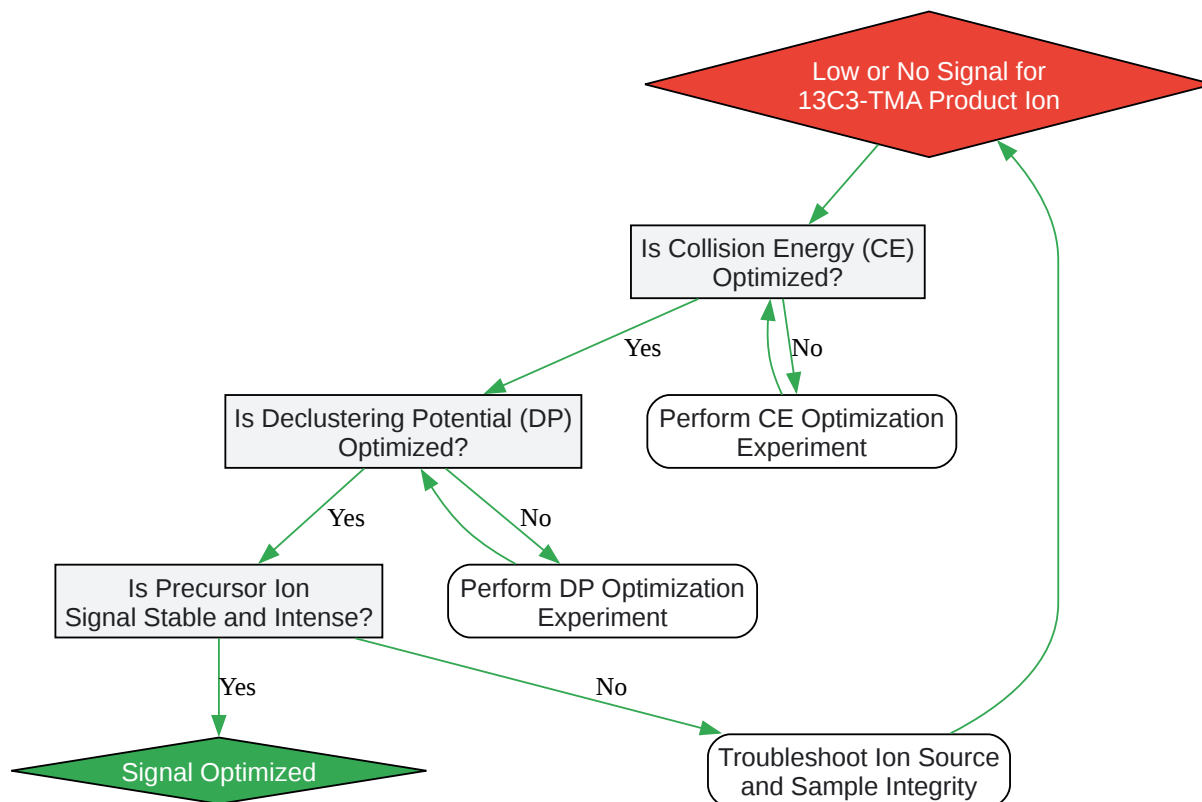 Low or No Signal for
13C3-TMA Product Ion
Is Collision Energy (CE)
Optimized?
Yes
No
Is Declustering Potential (DP)
Optimized?
Perform CE Optimization
Experiment
Yes
No
Is Precursor Ion
Signal Stable and Intense?
Perform DP Optimization
Experiment
Yes
No
Signal Optimized
Troubleshoot Ion Source
and Sample Integrity